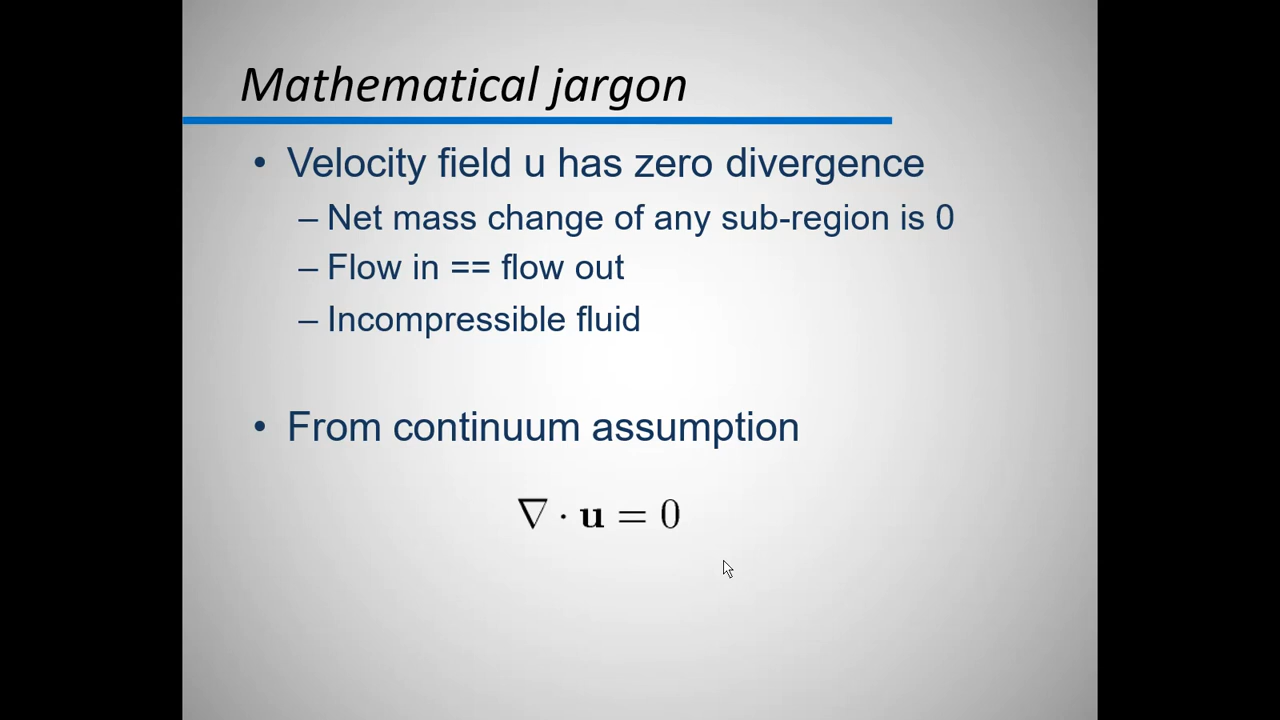 Mathematical jargon
• Velocity field u has zero divergence
– Net mass change of any sub-region is 0
– Flow in == flow out
– Incompressible fluid
• From continuum assumption
∇ · u = 0